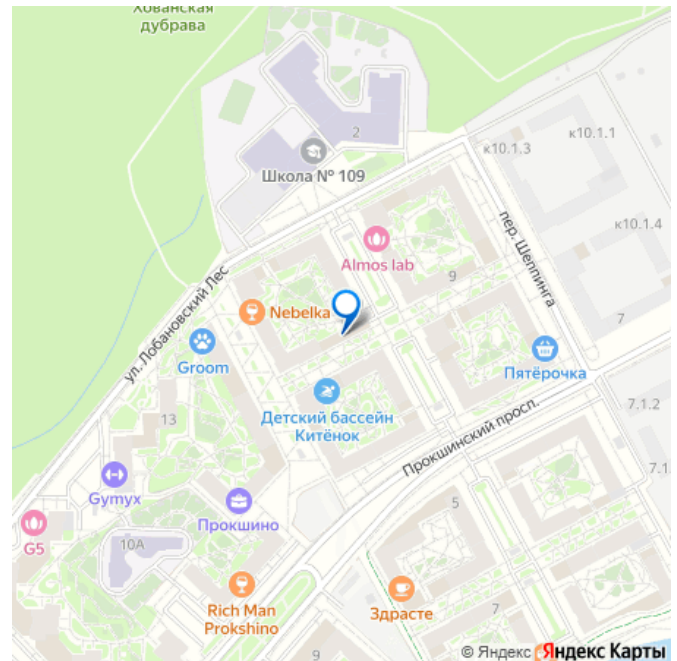 Хованская
дубрава
2
Школа № 109
к10.1.3
к10.1.1
к10.1.4
пер. Шеппинга
Almos lab
9
ул. Лобановский Лес
Nebelka
7
Groom
Пятёрочка
Детский бассейн
Китёнок
Прокшинский просп.
7.1.2
13
7.1
Gymyx
Прокшино
5
G5
10А
Rich Man
Prokshino
Здрасте
7
9
© Яндекс Яндекс Карты